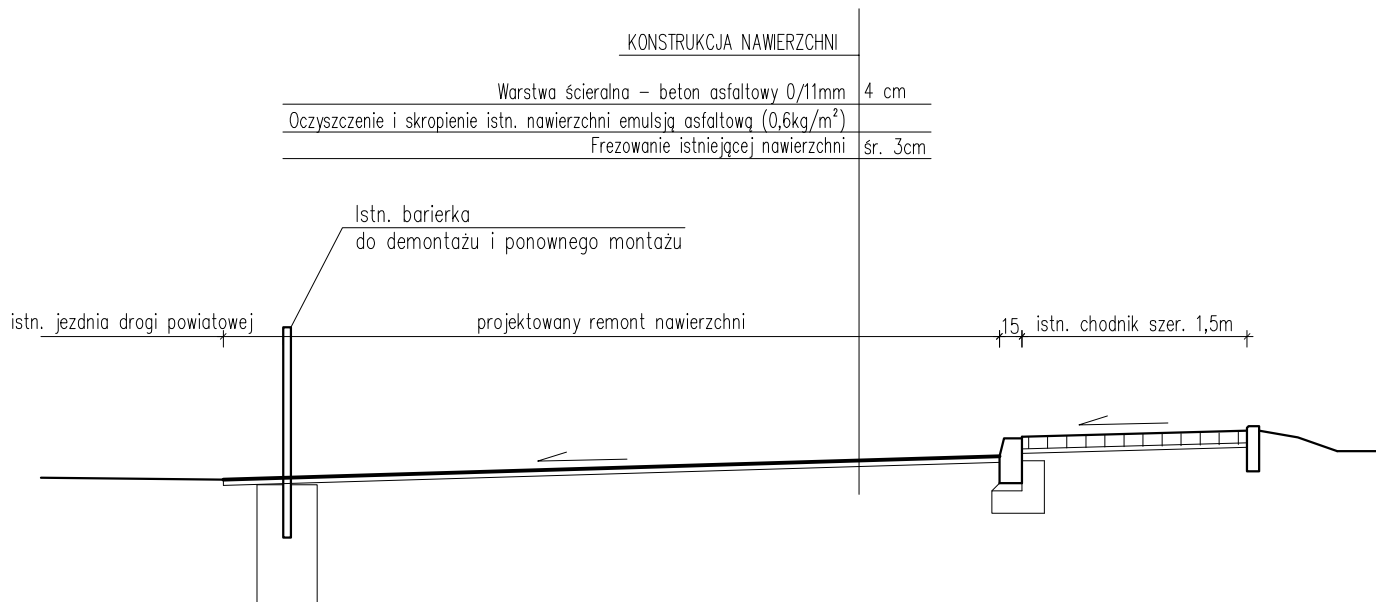 KONSTRUKCJA NAWIERZCHNI
Warstwa ścieralna – beton asfaltowy 0/11mm 4 cm
Oczyszczenie i skropienie istn. nawierzchni emulsją asfaltową (0,6kg/m²)
Frezowanie istniejącej nawierzchni śr. 3cm
Istn. barierka
do demontażu i ponownego montażu
istn. jezdnia drogi powiatowej projektowany remont nawierzchni 15 istn. chodnik szer. 1,5m